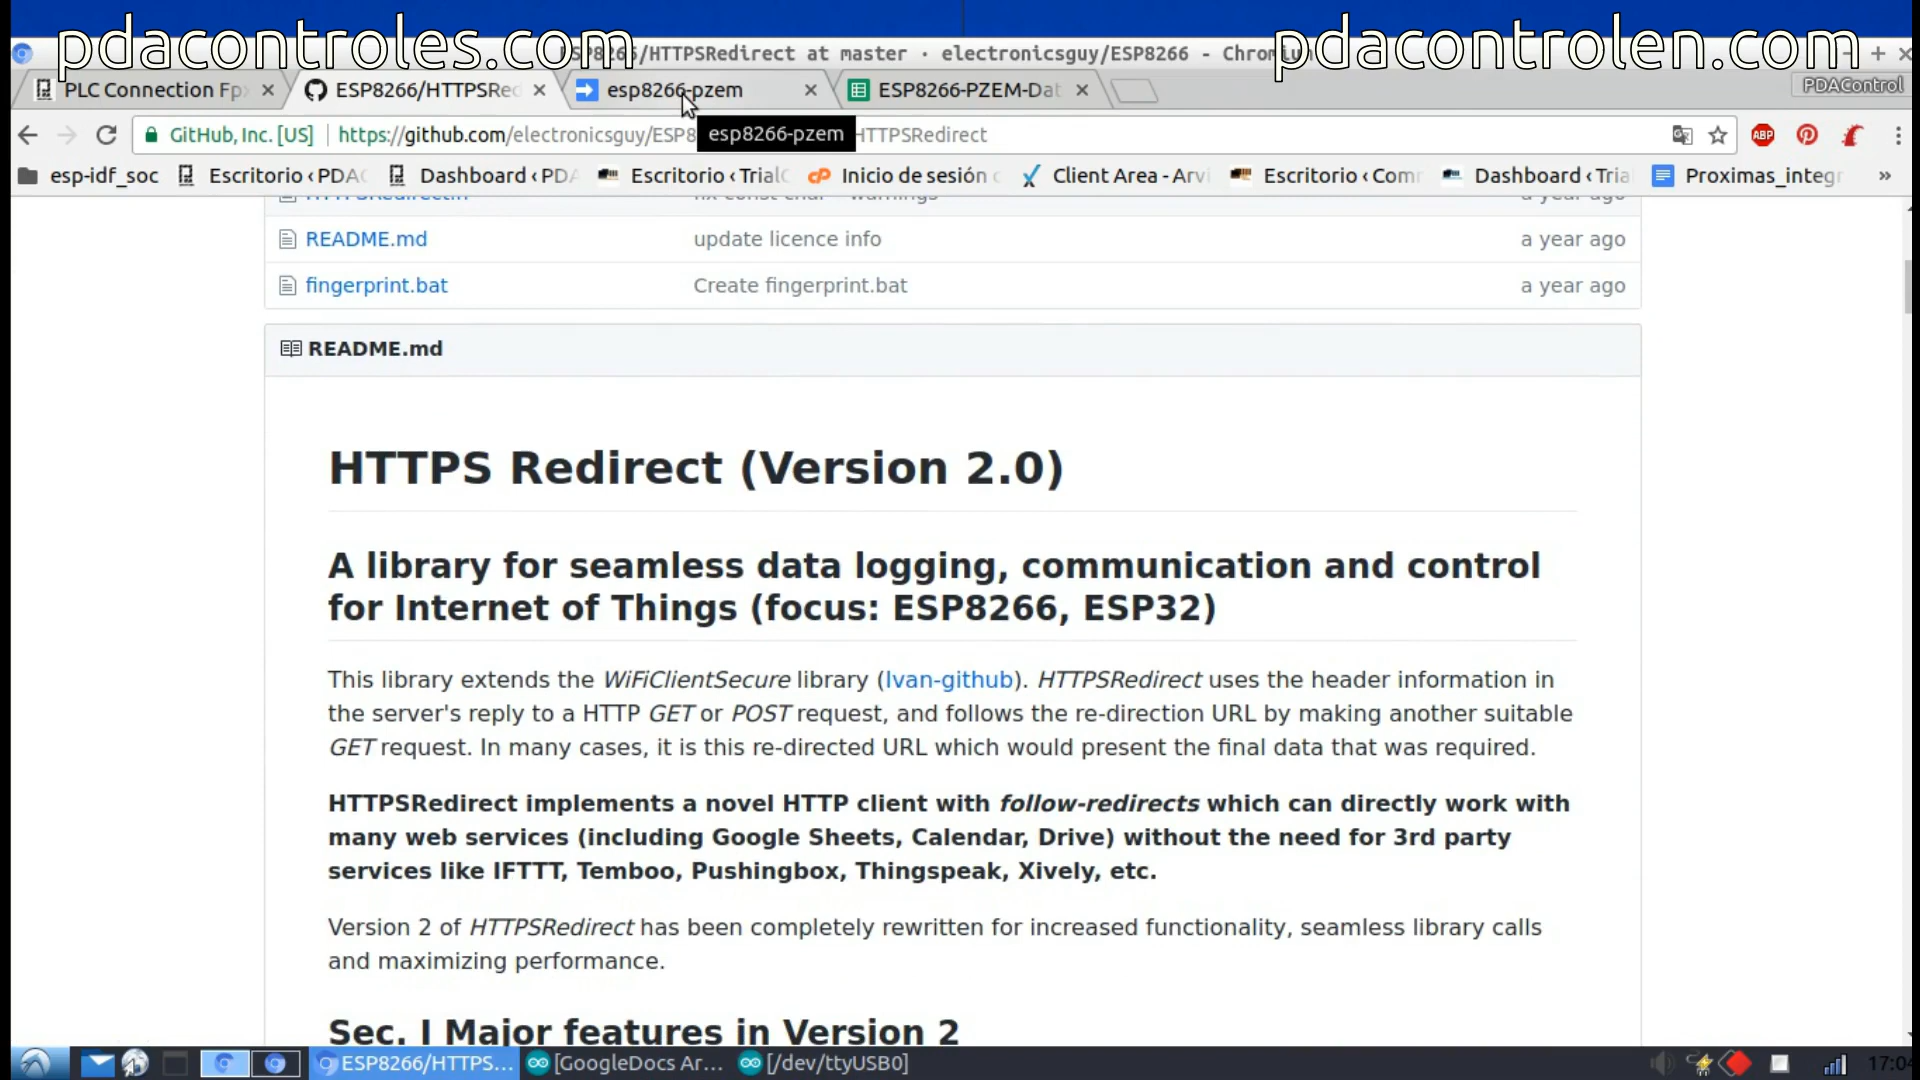 pdacontroles.com
pdacontrolen.com
/HTTPSRedirect at master · electronicsguy/ESP8266 - Chromium
PLC Connection Fp
ESP8266/HTTPSRed
esp8266-pzem
ESP8266-PZEM-Dat
PDAControl
GitHub, Inc. [US]
https://github.com/electronicsguy/ESP8
HTTPSRedirect
esp8266-pzem
ABP
esp-idf_soc
Escritorio ‹ PDAC
Dashboard ‹ PDA
Escritorio ‹ Trial
Inicio de sesión
Client Area - Arvi
Escritorio ‹ Com
Dashboard ‹ Tria
Proximas_integr
»
README.md
update licence info
a year ago
fingerprint.bat
Create fingerprint.bat
a year ago
README.md
HTTPS Redirect (Version 2.0)
A library for seamless data logging, communication and control
for Internet of Things (focus: ESP8266, ESP32)
This library extends the WiFiClientSecure library (Ivan-github). HTTPSRedirect uses the header information in
the server's reply to a HTTP GET or POST request, and follows the re-direction URL by making another suitable
GET request. In many cases, it is this re-directed URL which would present the final data that was required.
HTTPSRedirect implements a novel HTTP client with follow-redirects which can directly work with
many web services (including Google Sheets, Calendar, Drive) without the need for 3rd party
services like IFTTT, Temboo, Pushingbox, Thingspeak, Xively, etc.
Version 2 of HTTPSRedirect has been completely rewritten for increased functionality, seamless library calls
and maximizing performance.
Sec. I Major features in Version 2
ESP8266/HTTPS...
[GoogleDocs Ar...
[/dev/ttyUSB0]
17:04